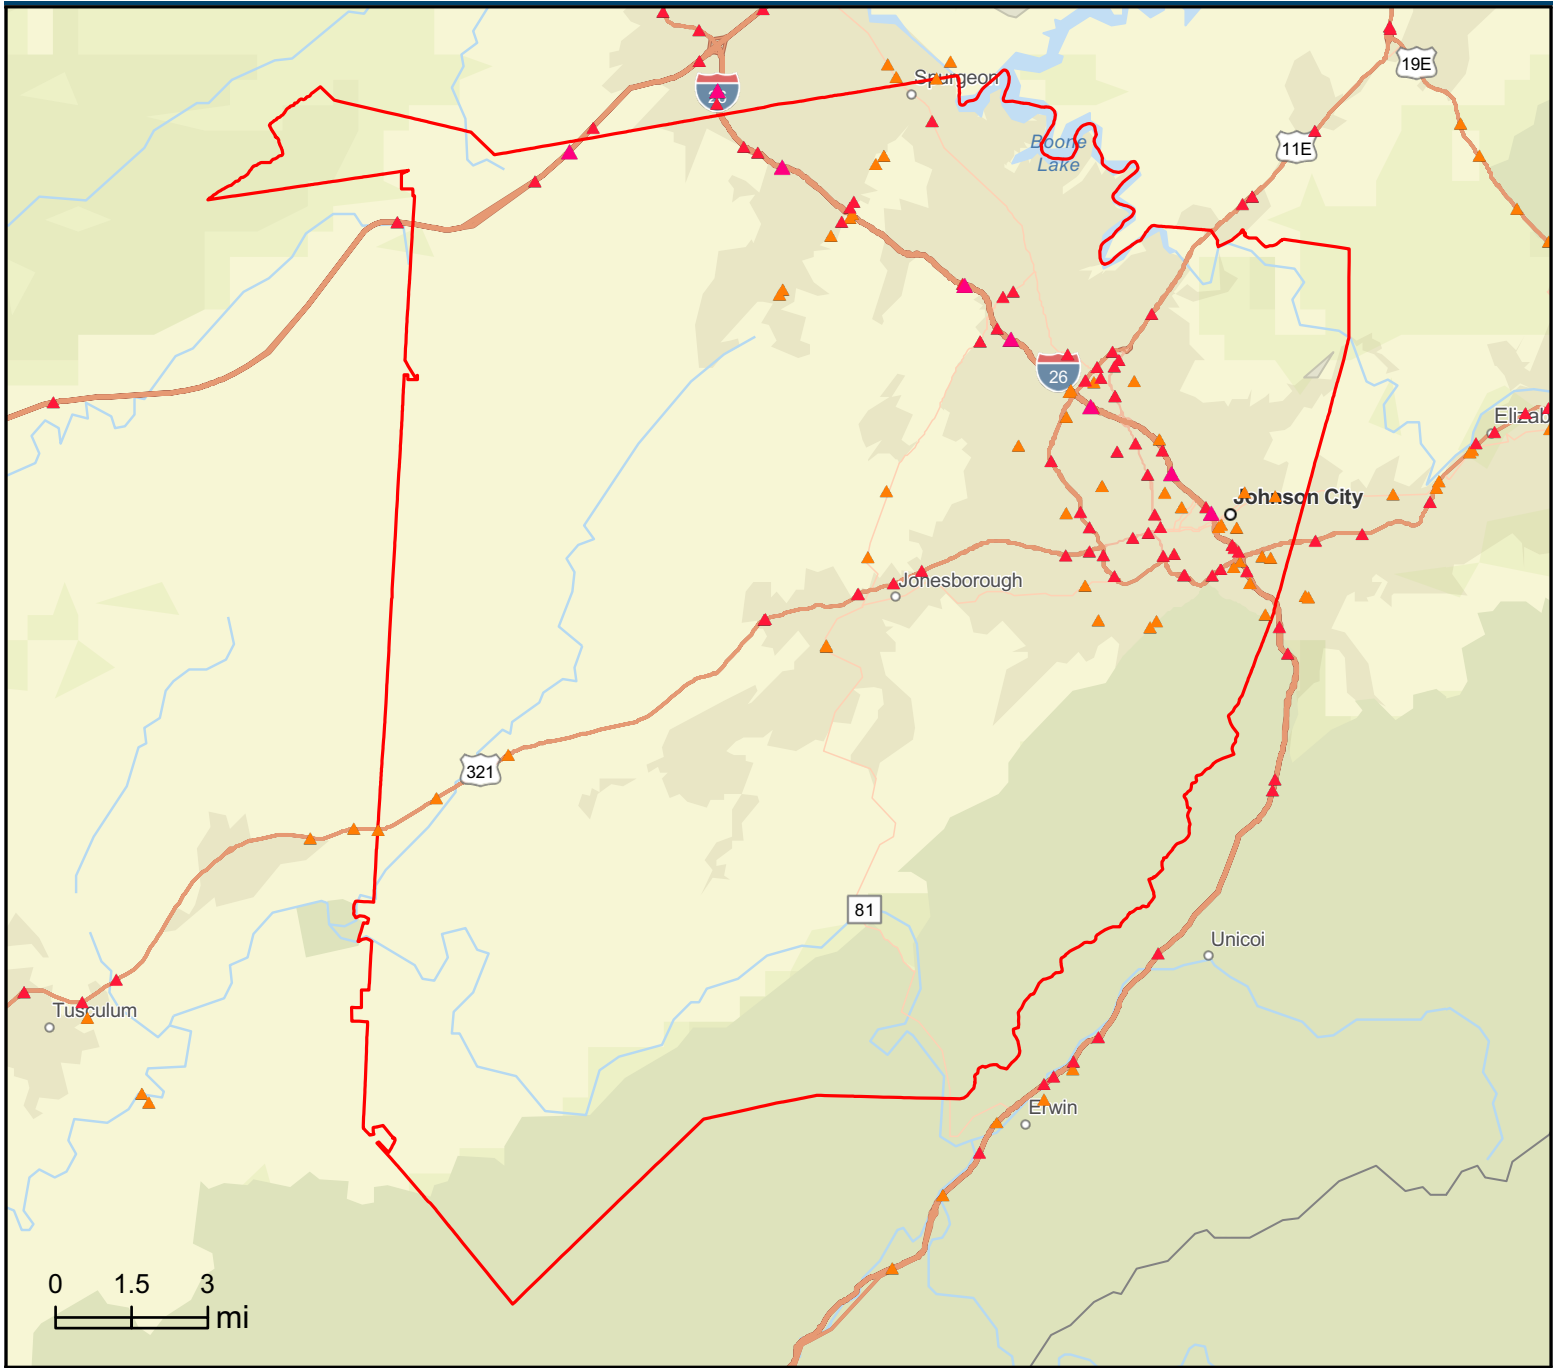 19E
Spurgeon
Boone
Lake
11E
26
Elizab
Johnson City
Jonesborough
321
81
Unicoi
Tusculum
Erwin
0 1.5 3
mi